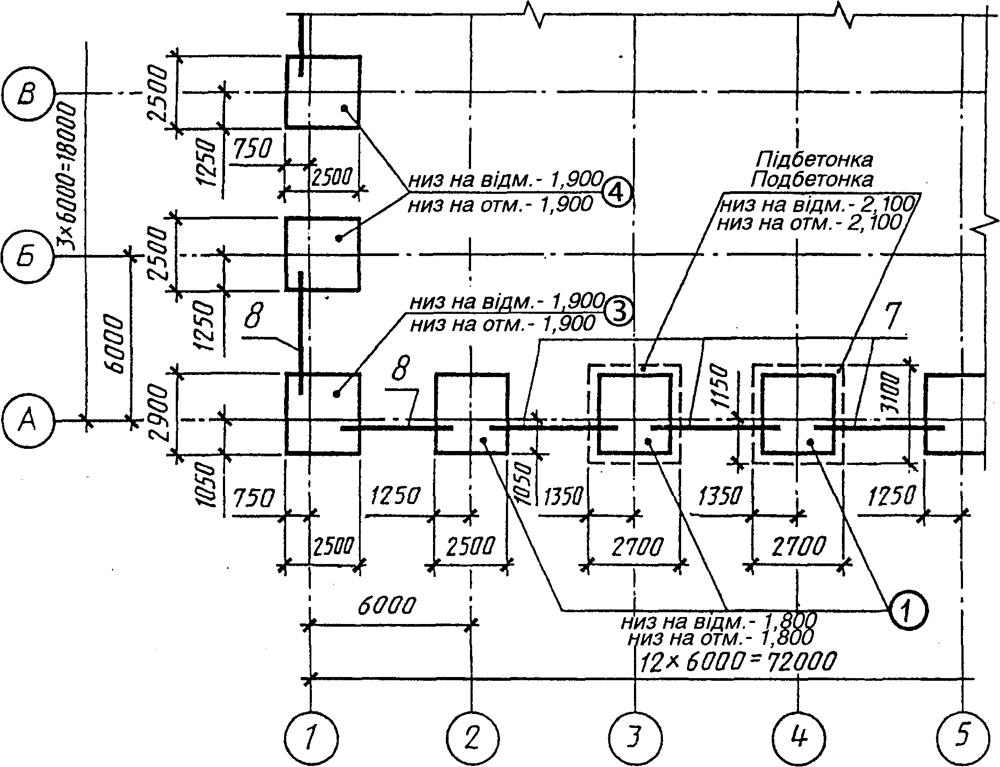 В
2500
1250
3×6000=18000
750
2500
низ на відм.- 1,900
низ на отм.- 1,900
4
Підбетонка
Подбетонка
низ на відм.- 2,100
низ на отм.- 2,100
Б
2500
1250
6000
8
низ на відм.- 1,900
низ на отм.- 1,900
3
7
А
2900
1050
8
1150
3100
750
1250
1050
1350
1350
1250
2500
2500
2700
2700
6000
1
низ на відм.- 1,800
низ на отм.- 1,800
12×6000=72000
1
2
3
4
5